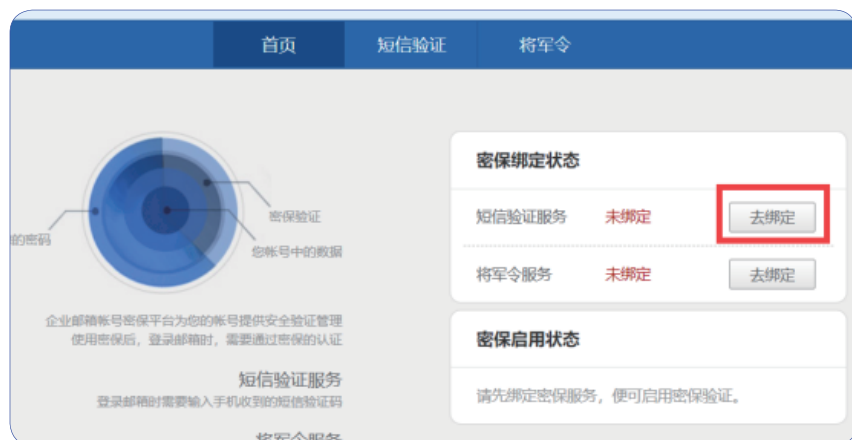 首页 短信验证 将军令
密保绑定状态
短信验证服务 未绑定 去绑定
将军令服务 未绑定 去绑定
密保启用状态
请先绑定密保服务，便可启用密保验证。
密保验证
的密码
您帐号中的数据
企业邮箱帐号密保平台为您的帐号提供安全验证管理
使用密保后，登录邮箱时，需要通过密保的认证
短信验证服务
登录邮箱时需要输入手机收到的短信验证码
将军令服务